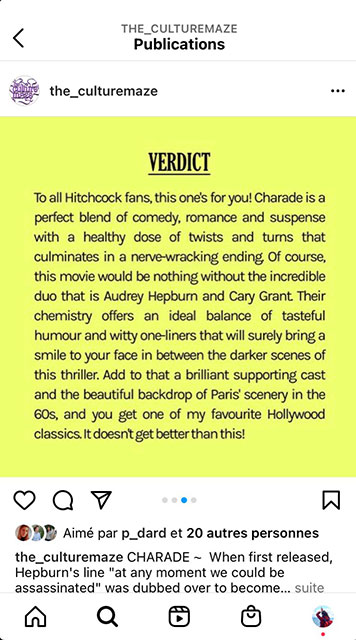 THE_CULTUREMAZE
Publications
the_culturemaze
VERDICT
To all Hitchcock fans, this one's for you! Charade is a
perfect blend of comedy, romance and suspense
with a healthy dose of twists and turns that
culminates in a nerve-wracking ending. Of course,
this movie would be nothing without the incredible
duo that is Audrey Hepburn and Cary Grant. Their
chemistry offers an ideal balance of tasteful
humour and witty one-liners that will surely bring a
smile to your face in between the darker scenes of
this thriller. Add to that a brilliant supporting cast
and the beautiful backdrop of Paris' scenery in the
60s, and you get one of my favourite Hollywood
classics. It doesn't get better than this!
Aimé par p_dard et 20 autres personnes
the_culturemaze CHARADE ~ When first released,
Hepburn's line "at any moment we could be
assassinated" was dubbed over to become... suite